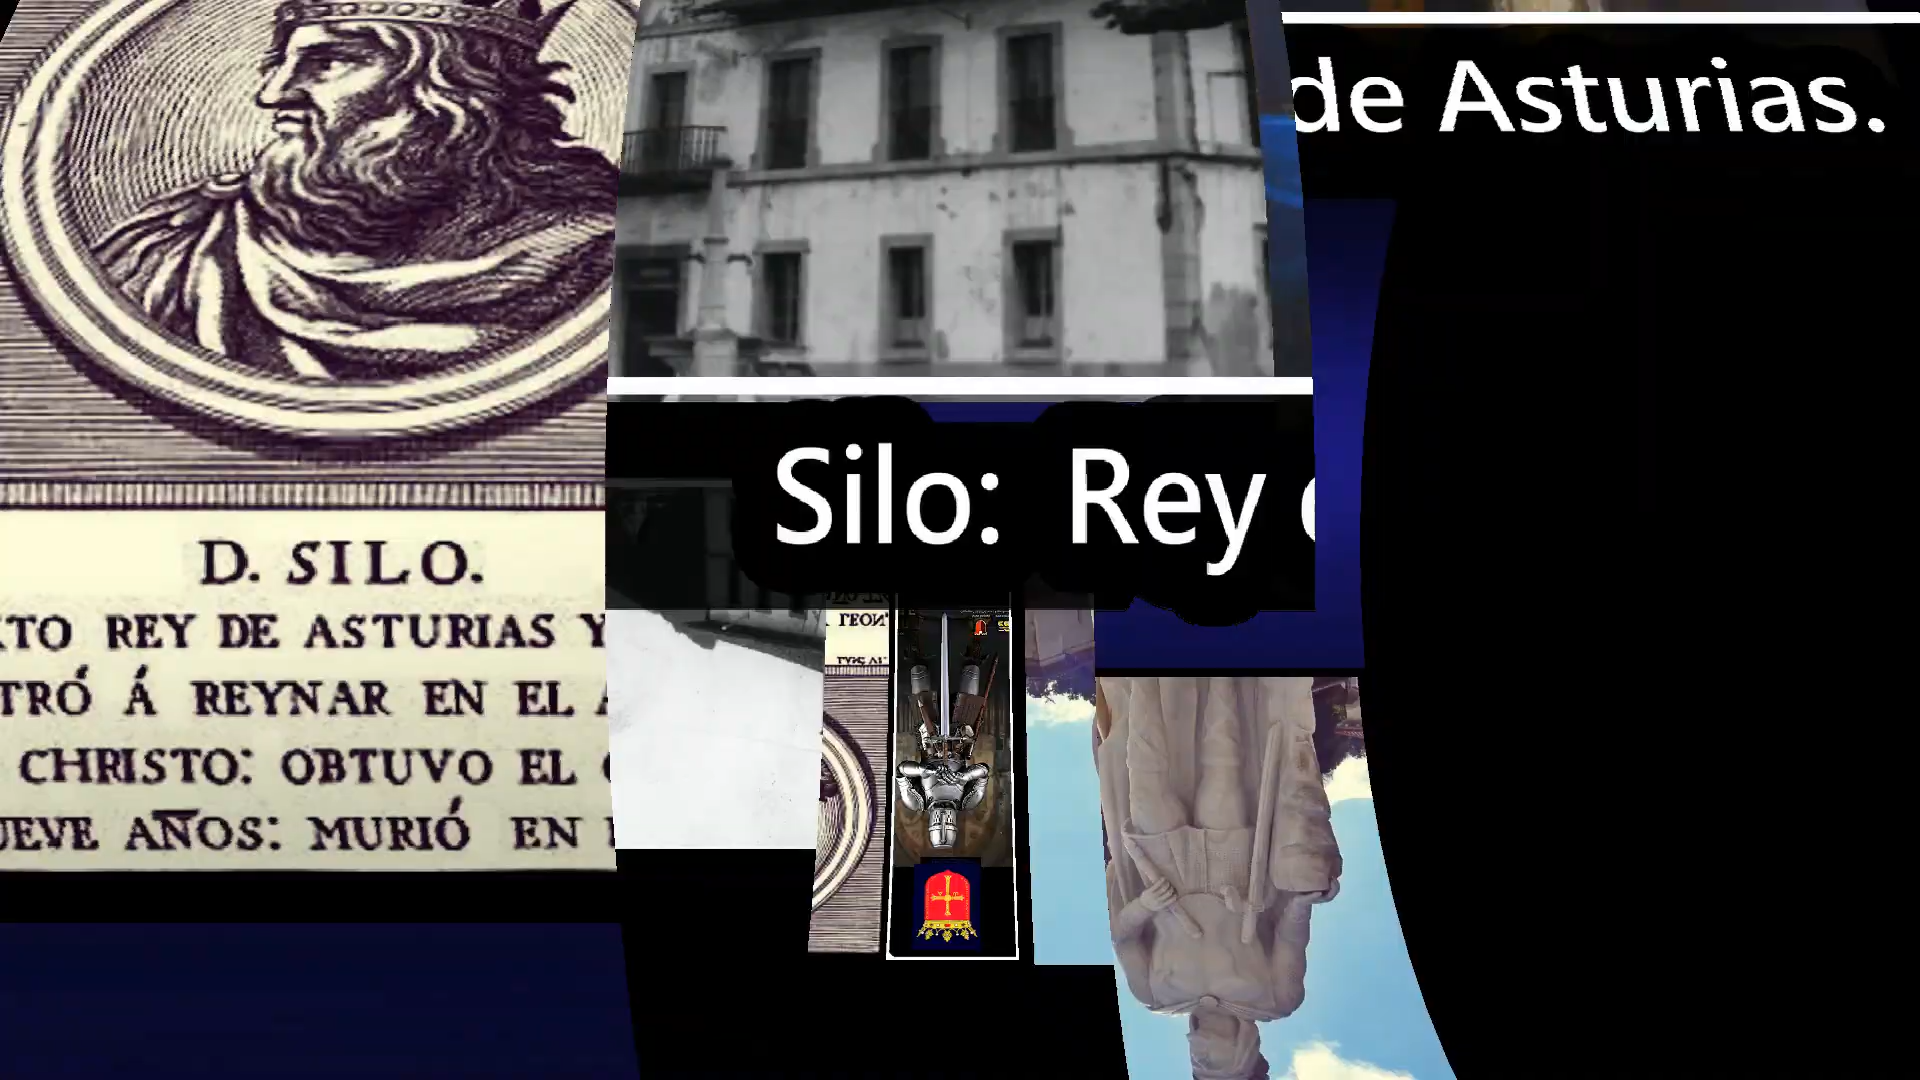 de Asturias.
Silo: Rey
D. SILO.
REY DE ASTURIAS Y
Á REYNAR EN EL
CHRISTO: OBTUVO EL
AÑOS: MURIÓ EN